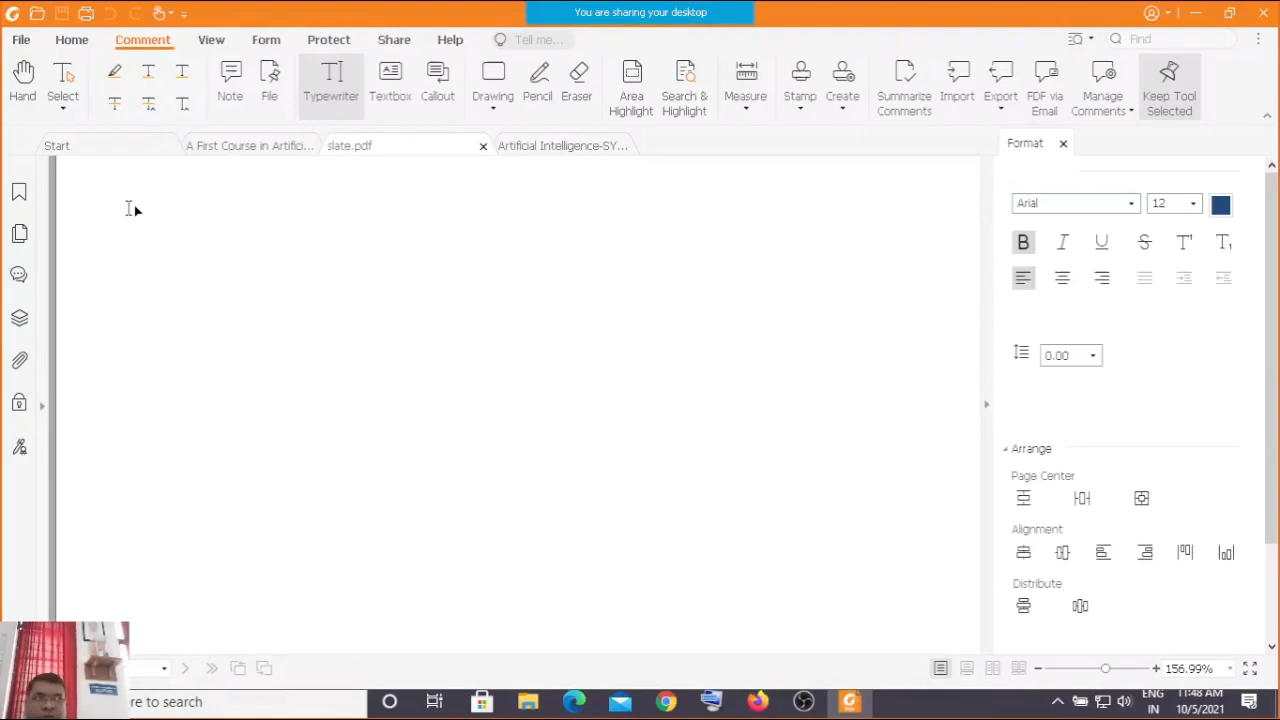 You are sharing your desktop
File Home Comment View Form Protect Share Help Tell me... Find
Hand Select Note File Typewriter Textbox Callout Drawing Pencil Eraser Area Highlight Search & Highlight Measure Stamp Create Summarize Comments Import Export PDF via Email Manage Comments Keep Tool Selected
Start A First Course in Artifici... slate.pdf Artificial Intelligence-SY...
Format
Arial 12
B I U S T T
0.00
Arrange
Page Center
Alignment
Distribute
156.99%
re to search
ENG 11:48 AM
IN 10/5/2021